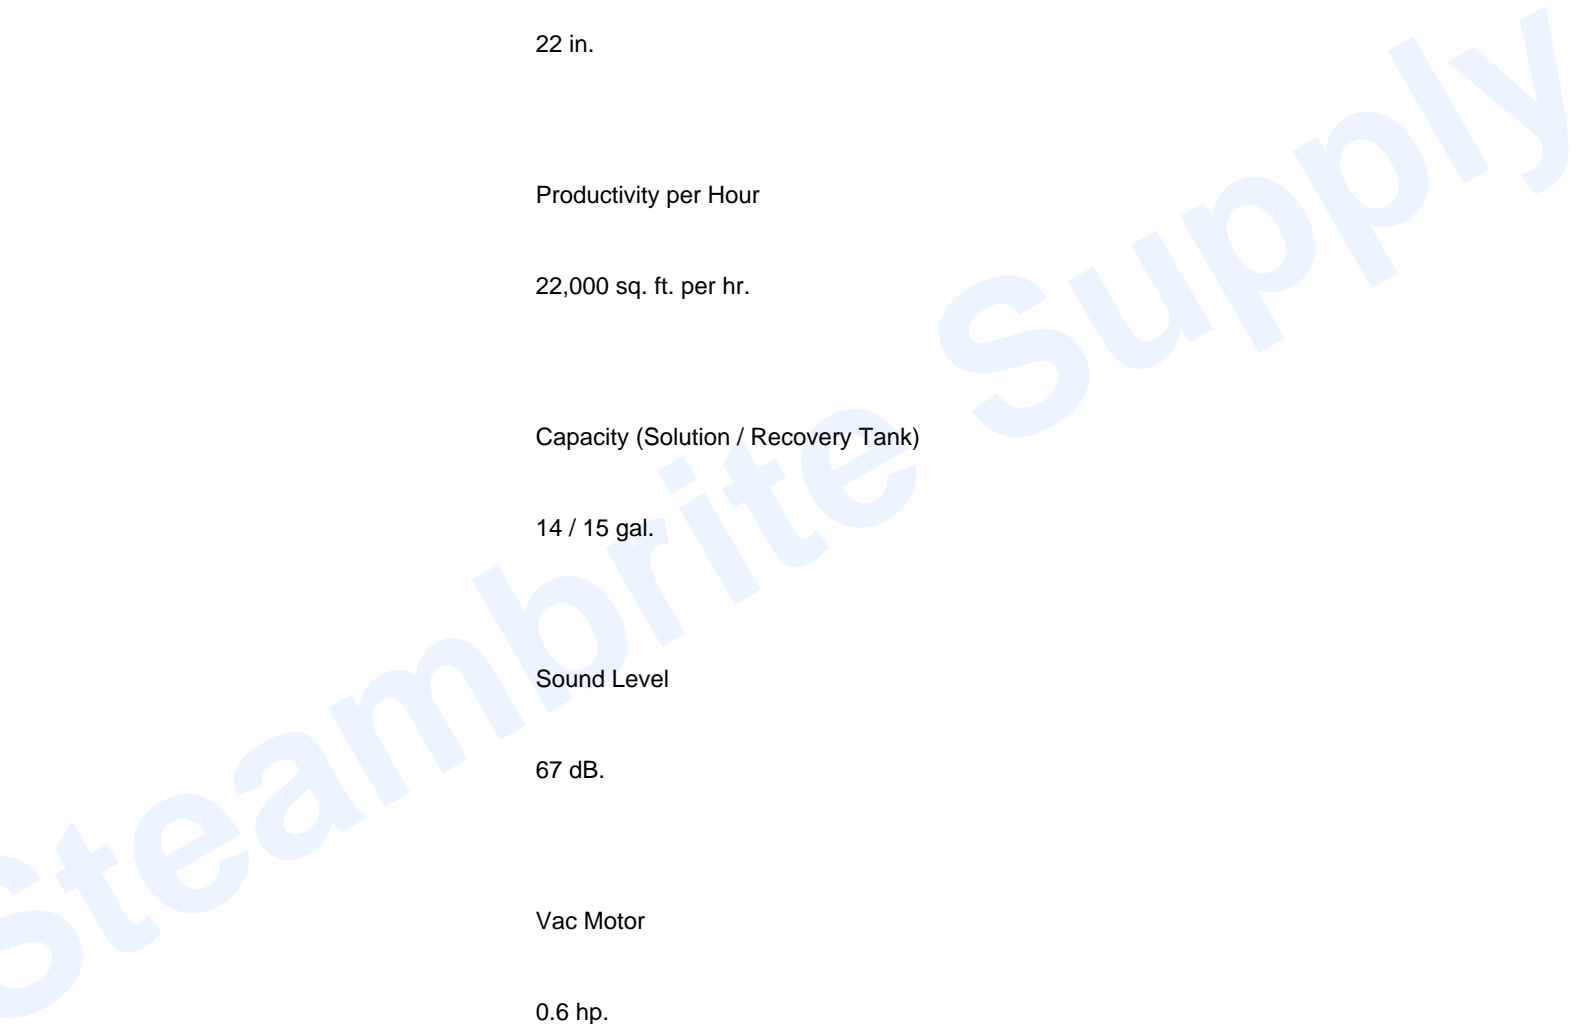 22 in.
Productivity per Hour
22,000 sq. ft. per hr.
Capacity (Solution / Recovery Tank)
14 / 15 gal.
Sound Level
67 dB.
Vac Motor
0.6 hp.
Steambrite Supply